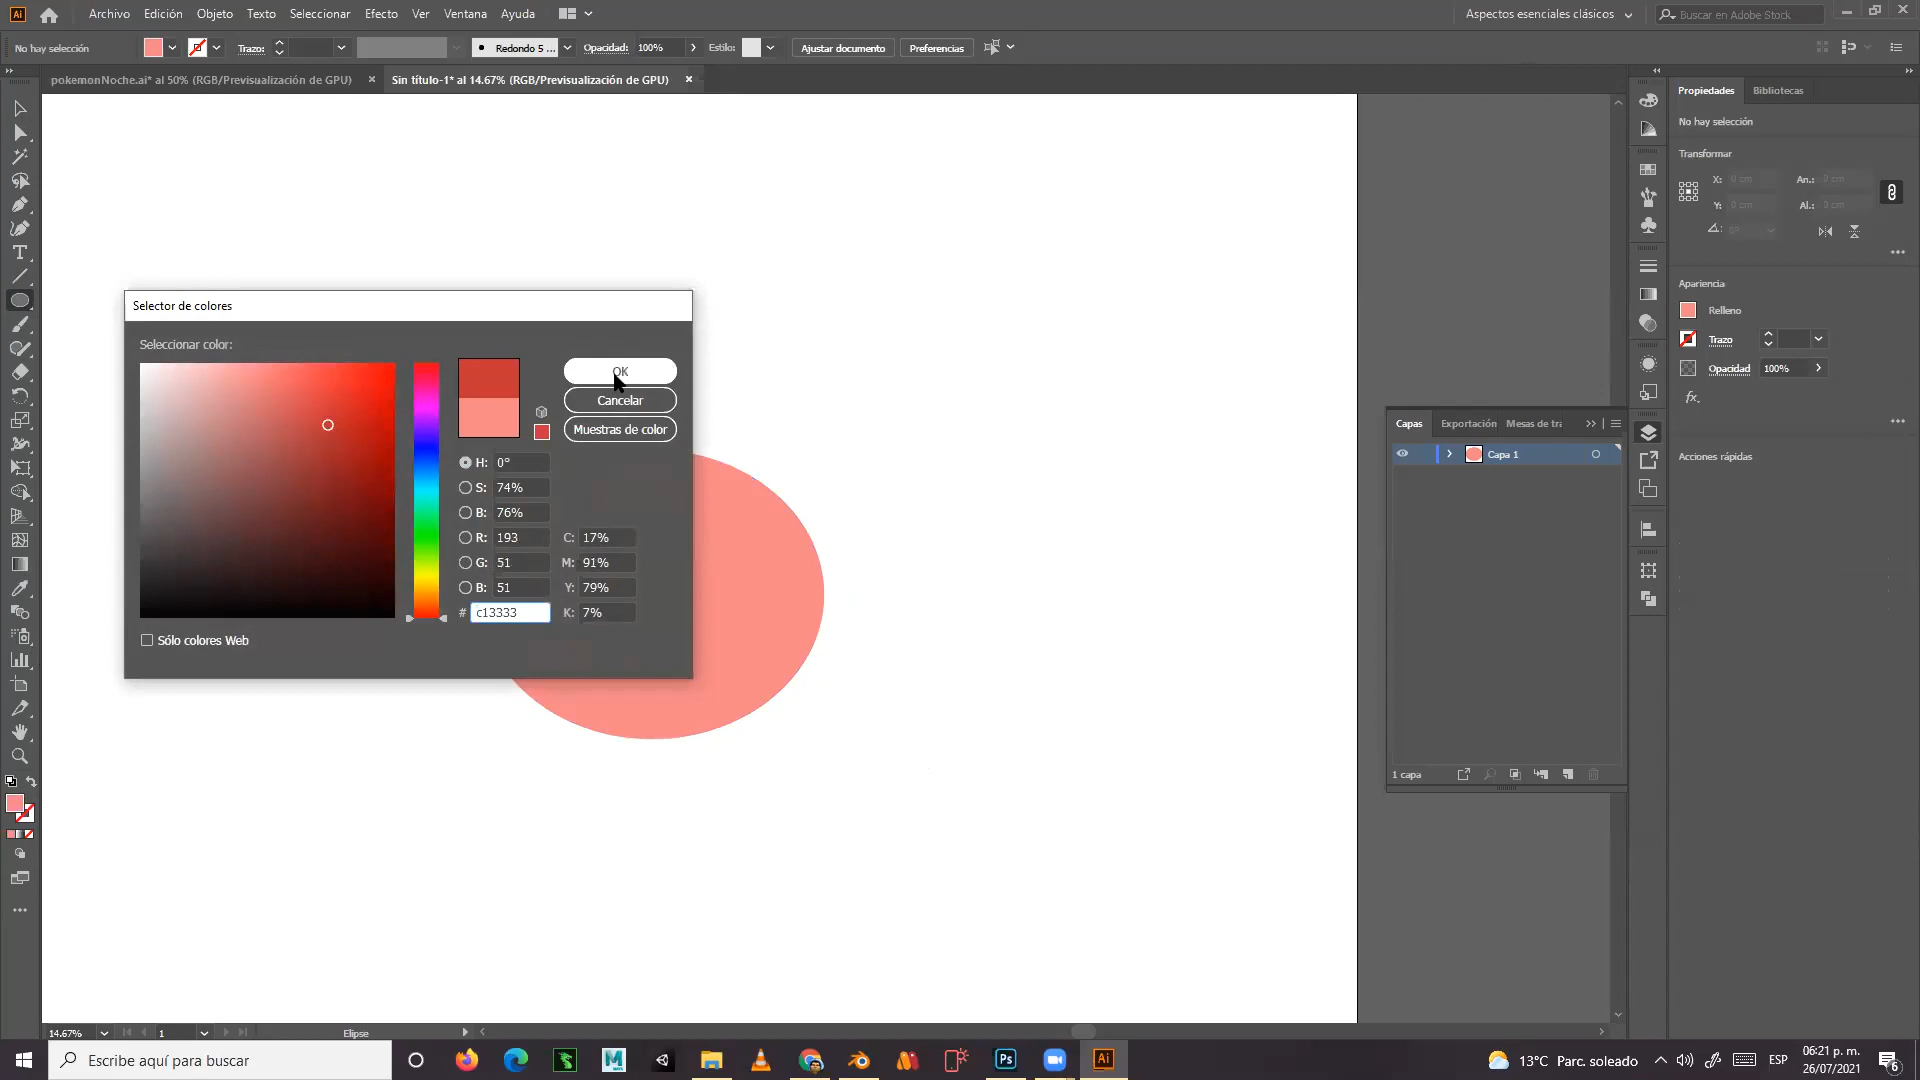 Ai Archivo Edición Objeto Texto Seleccionar Efecto Ver Ventana Ayuda Aspectos esenciales clásicos Buscar en Adobe Stock
No hay selección Trazo: Redondo 5 ... Opacidad: 100% Estilo: Ajustar documento Preferencias
pokemonNoche.ai* al 50% (RGB/Previsualización de GPU) Sin título-1* al 14.67% (RGB/Previsualización de GPU)
Propiedades Bibliotecas
No hay selección
Transformar
X: 0 cm An.: 0 cm
Y: 0 cm Al.: 0 cm
0°
Apariencia
Relleno
Trazo
Opacidad 100%
fx.
Acciones rápidas
Selector de colores
Seleccionar color:
OK
Cancelar
Muestras de color
H: 0°
S: 74%
B: 76%
R: 193 C: 17%
G: 51 M: 91%
B: 51 Y: 79%
# c13333 K: 7%
Sólo colores Web
Capas Exportación Mesas de tra
Capa 1
1 capa
14.67% 1 Elipse
Escribe aquí para buscar
Ps Ai
13°C Parc. soleado ESP
06:21 p. m.
26/07/2021
6